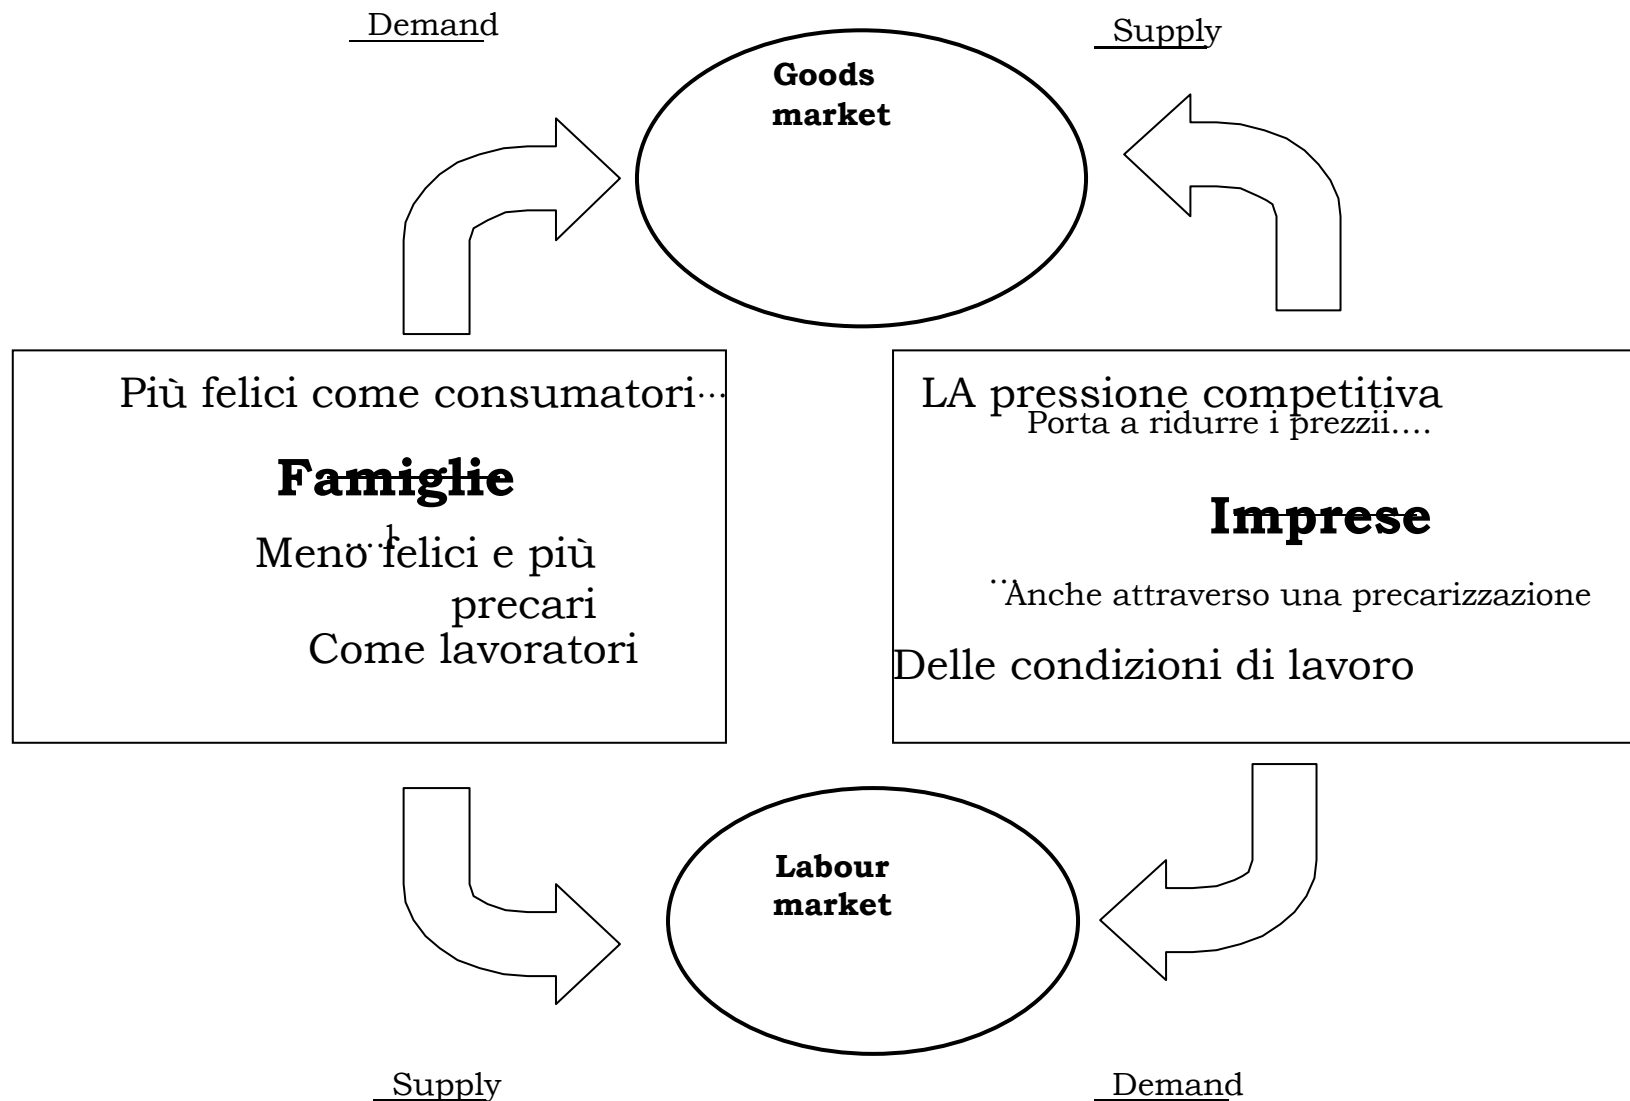 Demand
Supply
Goods
market
Più felici come consumatori...
Famiglie
....l
Meno felici e più
precari
Come lavoratori
LA pressione competitiva
Porta a ridurre i prezzii....
Imprese
...
Anche attraverso una precarizzazione
Delle condizioni di lavoro
Labour
market
Supply
Demand